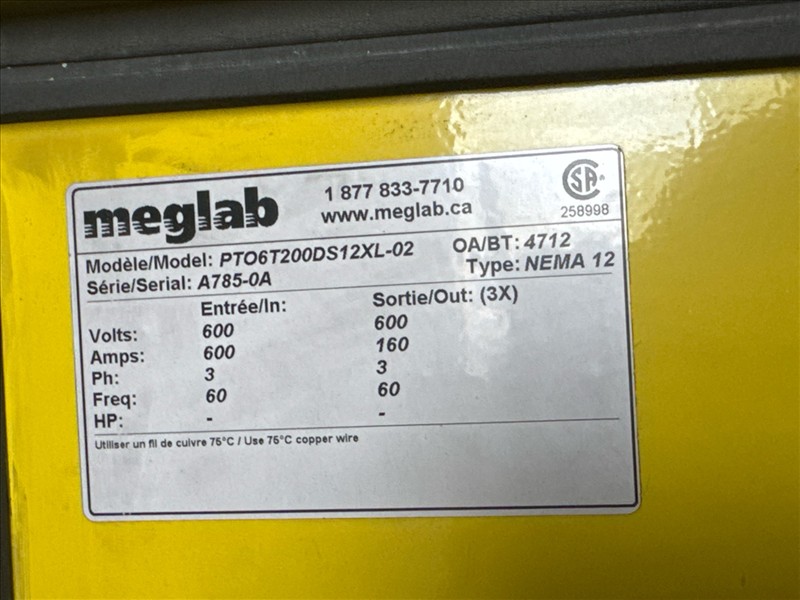 meglab
1 877 833-7710
www.meglab.ca
CSA
258998
Modèle/Model: PTO6T200DS12XL-02 OA/BT: 4712
Série/Serial: A785-0A Type: NEMA 12
Entrée/In: Sortie/Out: (3X)
Volts: 600 600
Amps: 600 160
Ph: 3 3
Freq: 60 60
HP: - -
Utiliser un fil de cuivre 75°C / Use 75°C copper wire